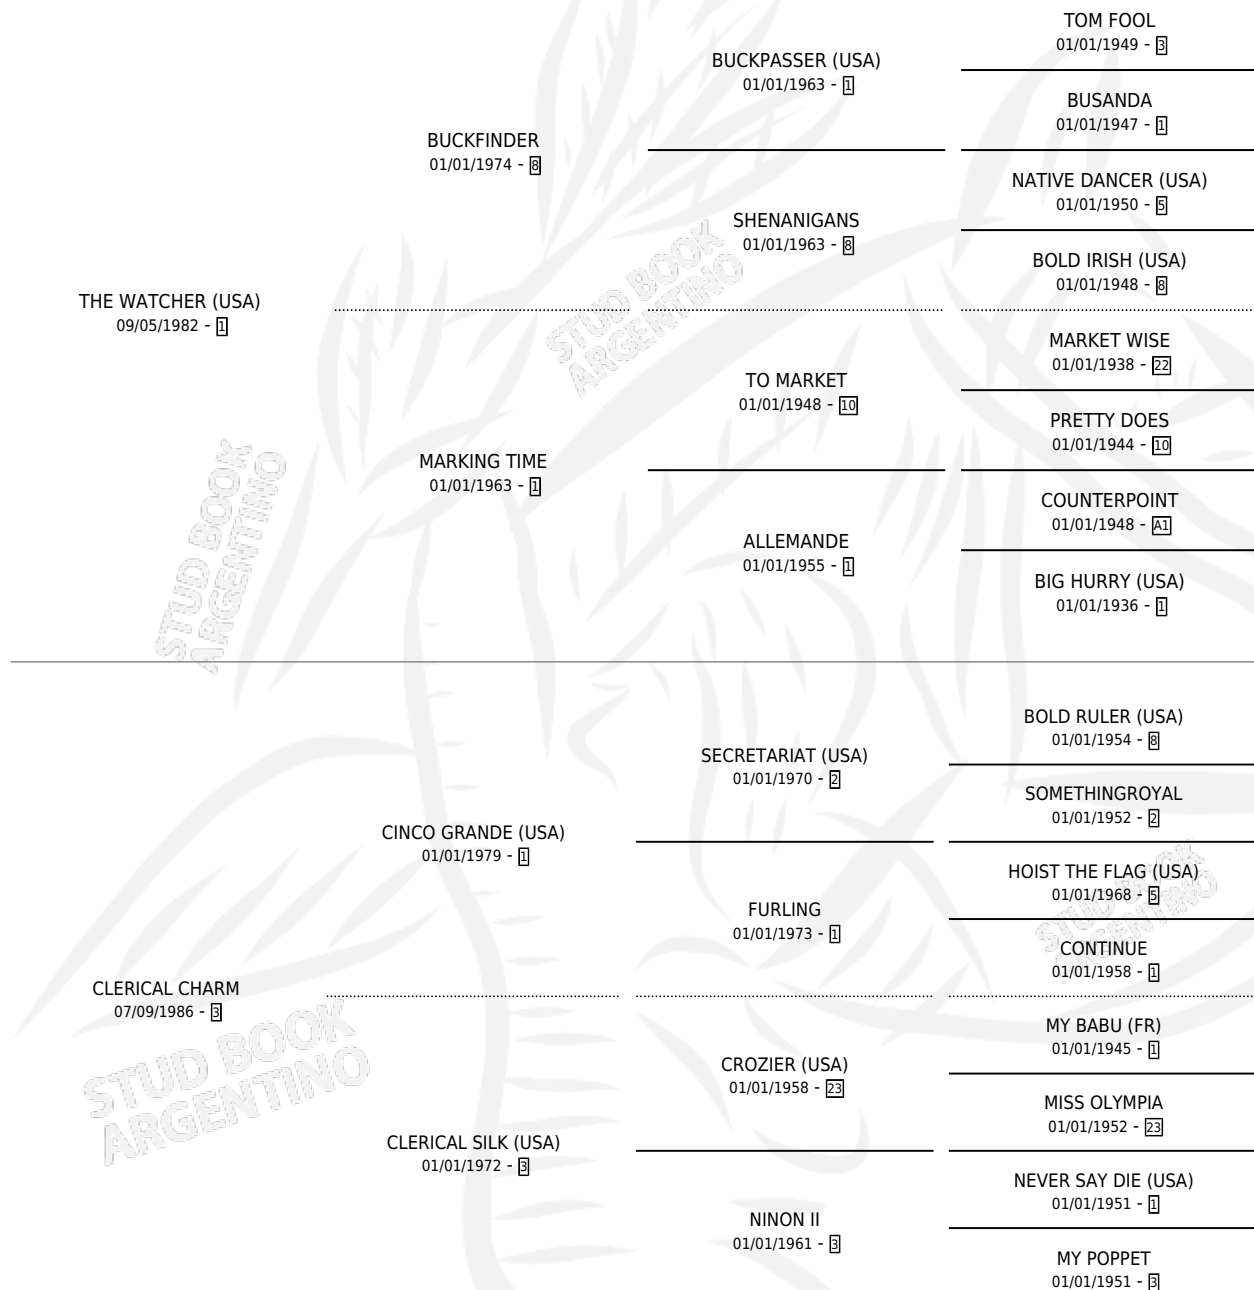 TOM FOOL
01/01/1949 - 3
BUCKPASSER (USA)
01/01/1963 - 1
BUSANDA
01/01/1947 - 1
BUCKFINDER
01/01/1974 - 8
NATIVE DANCER (USA)
01/01/1950 - 5
SHENANIGANS
01/01/1963 - 8
BOLD IRISH (USA)
01/01/1948 - 8
THE WATCHER (USA)
09/05/1982 - 1
MARKET WISE
01/01/1938 - 22
TO MARKET
01/01/1948 - 10
PRETTY DOES
01/01/1944 - 10
MARKING TIME
01/01/1963 - 1
COUNTERPOINT
01/01/1948 - A1
ALLEMANDE
01/01/1955 - 1
BIG HURRY (USA)
01/01/1936 - 1
BOLD RULER (USA)
01/01/1954 - 8
SECRETARIAT (USA)
01/01/1970 - 2
SOMETHINGROYAL
01/01/1952 - 2
CINCO GRANDE (USA)
01/01/1979 - 1
HOIST THE FLAG (USA)
01/01/1968 - 5
FURLING
01/01/1973 - 1
CONTINUE
01/01/1958 - 1
CLERICAL CHARM
07/09/1986 - 3
MY BABU (FR)
01/01/1945 - 1
CROZIER (USA)
01/01/1958 - 23
MISS OLYMPIA
01/01/1952 - 23
CLERICAL SILK (USA)
01/01/1972 - 3
NEVER SAY DIE (USA)
01/01/1951 - 1
NINON II
01/01/1961 - 3
MY POPPET
01/01/1951 - 3
STUD BOOK
ARGENTINO
STUD BOOK
ARGENTINO
STUD BOOK
ARGENTINO
STUD BOOK
ARGENTINO